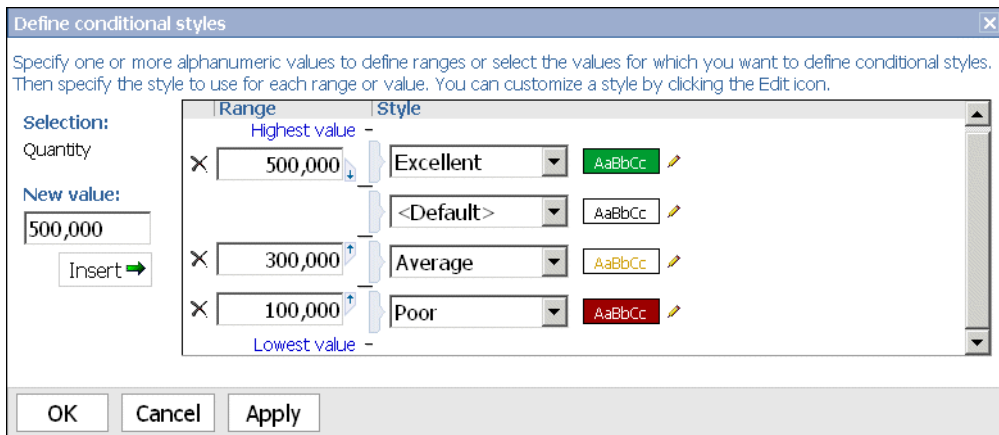 Define conditional styles
Specify one or more alphanumeric values to define ranges or select the values for which you want to define conditional styles.
Then specify the style to use for each range or value. You can customize a style by clicking the Edit icon.
Selection:
Quantity
New value:
500,000
Insert
Range Style
Highest value -
500,000 Excellent AaBbCc
<Default> AaBbCc
300,000 Average AaBbCc
100,000 Poor AaBbCc
Lowest value -
OK Cancel Apply